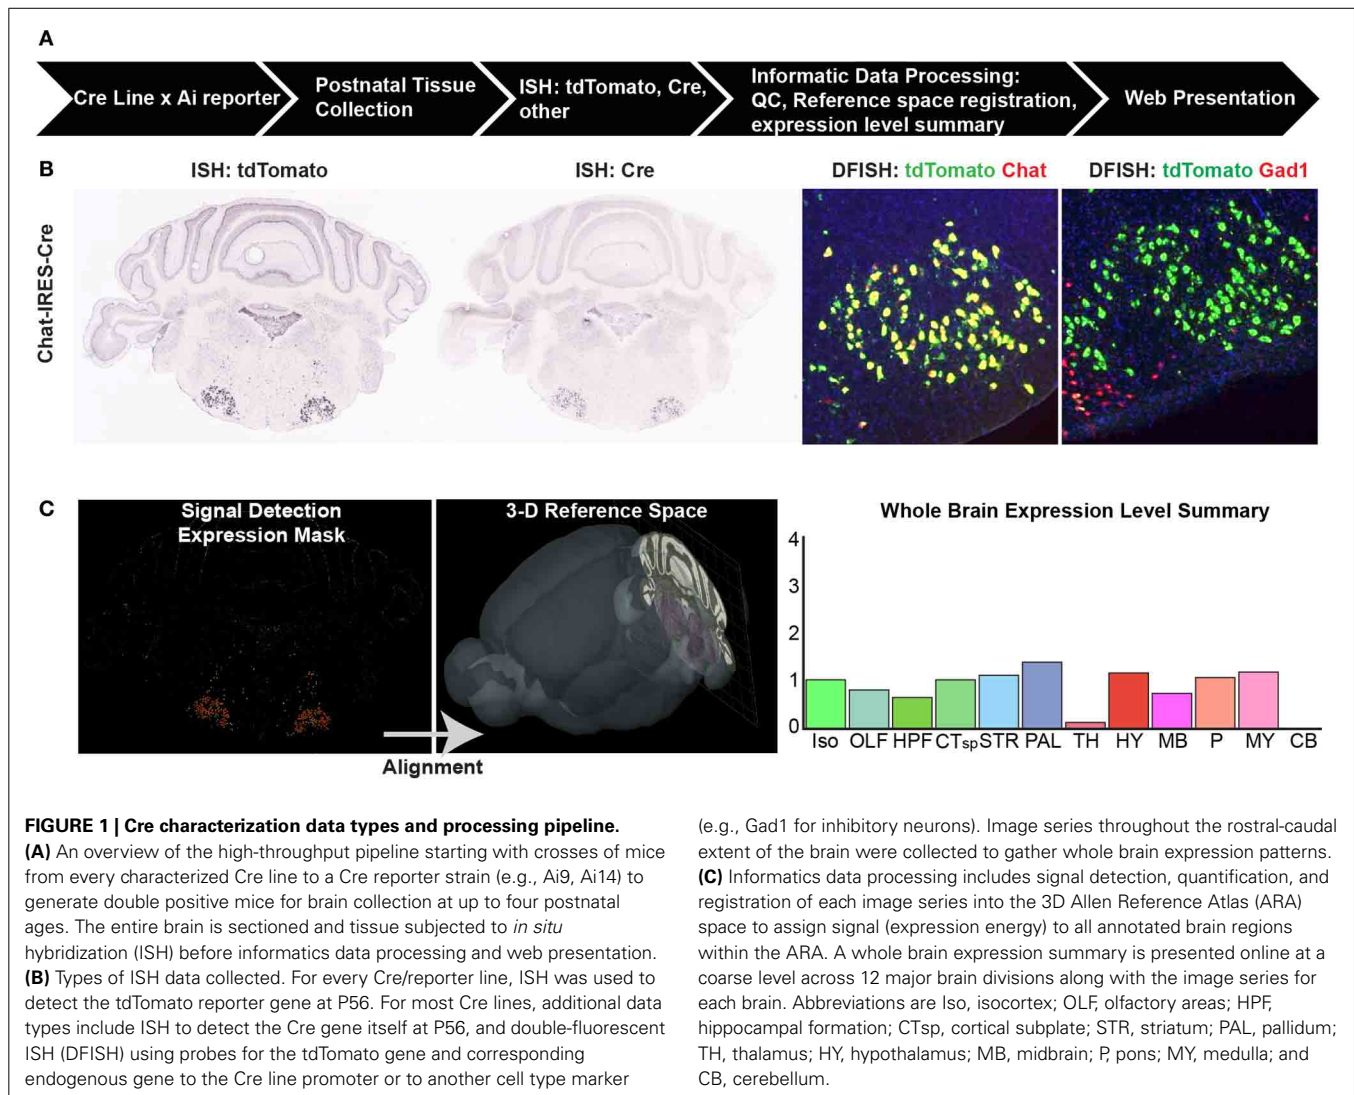 A
Cre Line x Ai reporter
Postnatal Tissue
Collection
ISH: tdTomato, Cre,
other
Informatic Data Processing:
QC, Reference space registration,
expression level summary
Web Presentation
B
ISH: tdTomato
ISH: Cre
DFISH: tdTomato Chat
DFISH: tdTomato Gad1
Chat-IRES-Cre
C
Signal Detection
Expression Mask
3-D Reference Space
Alignment
Whole Brain Expression Level Summary
4
3
2
1
0
Iso OLF HPF CTsp STR PAL TH HY MB P MY CB
FIGURE 1 | Cre characterization data types and processing pipeline.
(A) An overview of the high-throughput pipeline starting with crosses of mice
from every characterized Cre line to a Cre reporter strain (e.g., Ai9, Ai14) to
generate double positive mice for brain collection at up to four postnatal
ages. The entire brain is sectioned and tissue subjected to in situ
hybridization (ISH) before informatics data processing and web presentation.
(B) Types of ISH data collected. For every Cre/reporter line, ISH was used to
detect the tdTomato reporter gene at P56. For most Cre lines, additional data
types include ISH to detect the Cre gene itself at P56, and double-fluorescent
ISH (DFISH) using probes for the tdTomato gene and corresponding
endogenous gene to the Cre line promoter or to another cell type marker
(e.g., Gad1 for inhibitory neurons). Image series throughout the rostral-caudal
extent of the brain were collected to gather whole brain expression patterns.
(C) Informatics data processing includes signal detection, quantification, and
registration of each image series into the 3D Allen Reference Atlas (ARA)
space to assign signal (expression energy) to all annotated brain regions
within the ARA. A whole brain expression summary is presented online at a
coarse level across 12 major brain divisions along with the image series for
each brain. Abbreviations are Iso, isocortex; OLF, olfactory areas; HPF,
hippocampal formation; CTsp, cortical subplate; STR, striatum; PAL, pallidum;
TH, thalamus; HY, hypothalamus; MB, midbrain; P, pons; MY, medulla; and
CB, cerebellum.